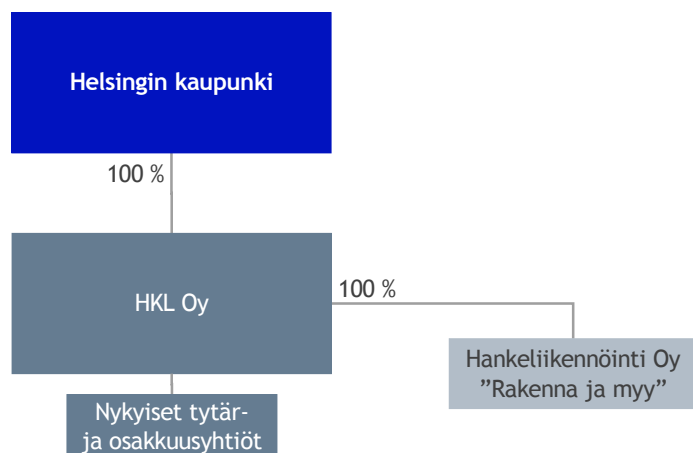 Helsingin kaupunki
100 %
HKL Oy
100 %
Hankeliikennöinti Oy
”Rakenna ja myy”
Nykyiset tytär-
ja osakkuusyhtiöt